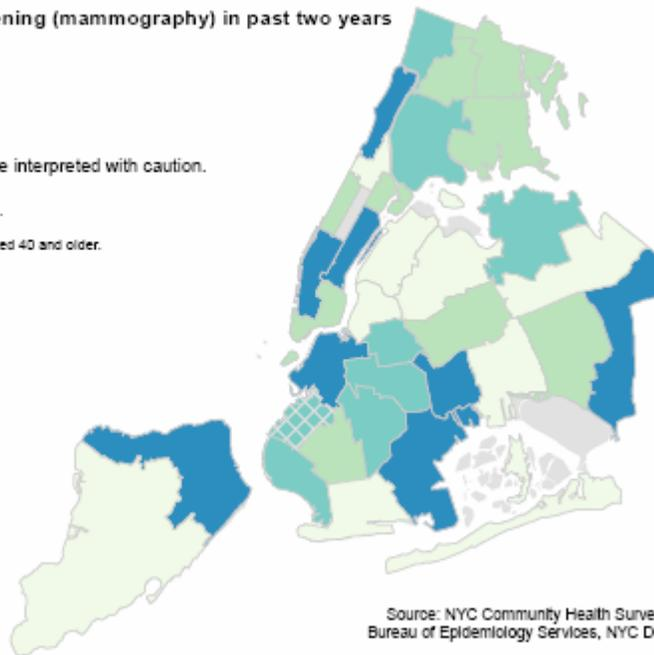 ning (mammography) in past two years
e interpreted with caution.
.
ed 40 and older.
Source: NYC Community Health Surve
Bureau of Epidemiology Services, NYC D